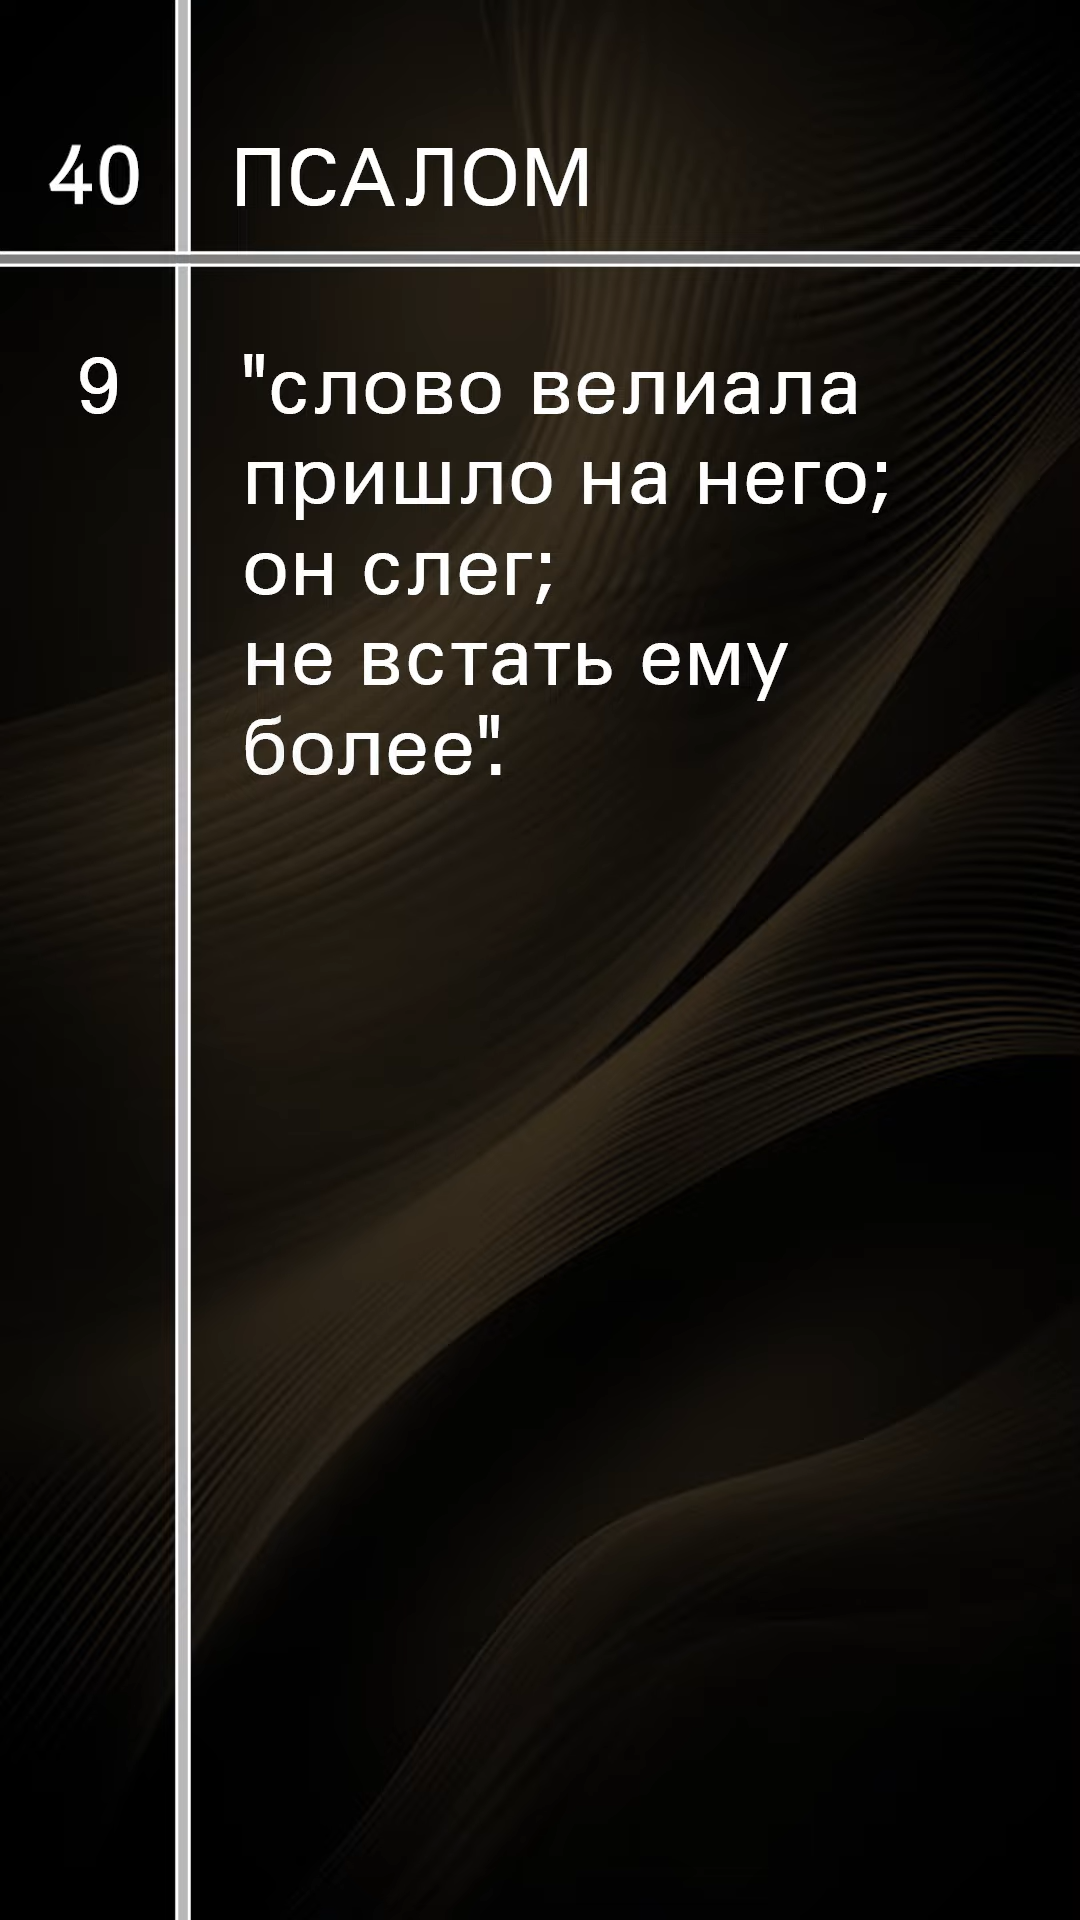 40 ПСАЛОМ
9 "слово велиала
пришло на него;
он слег;
не встать ему
более".